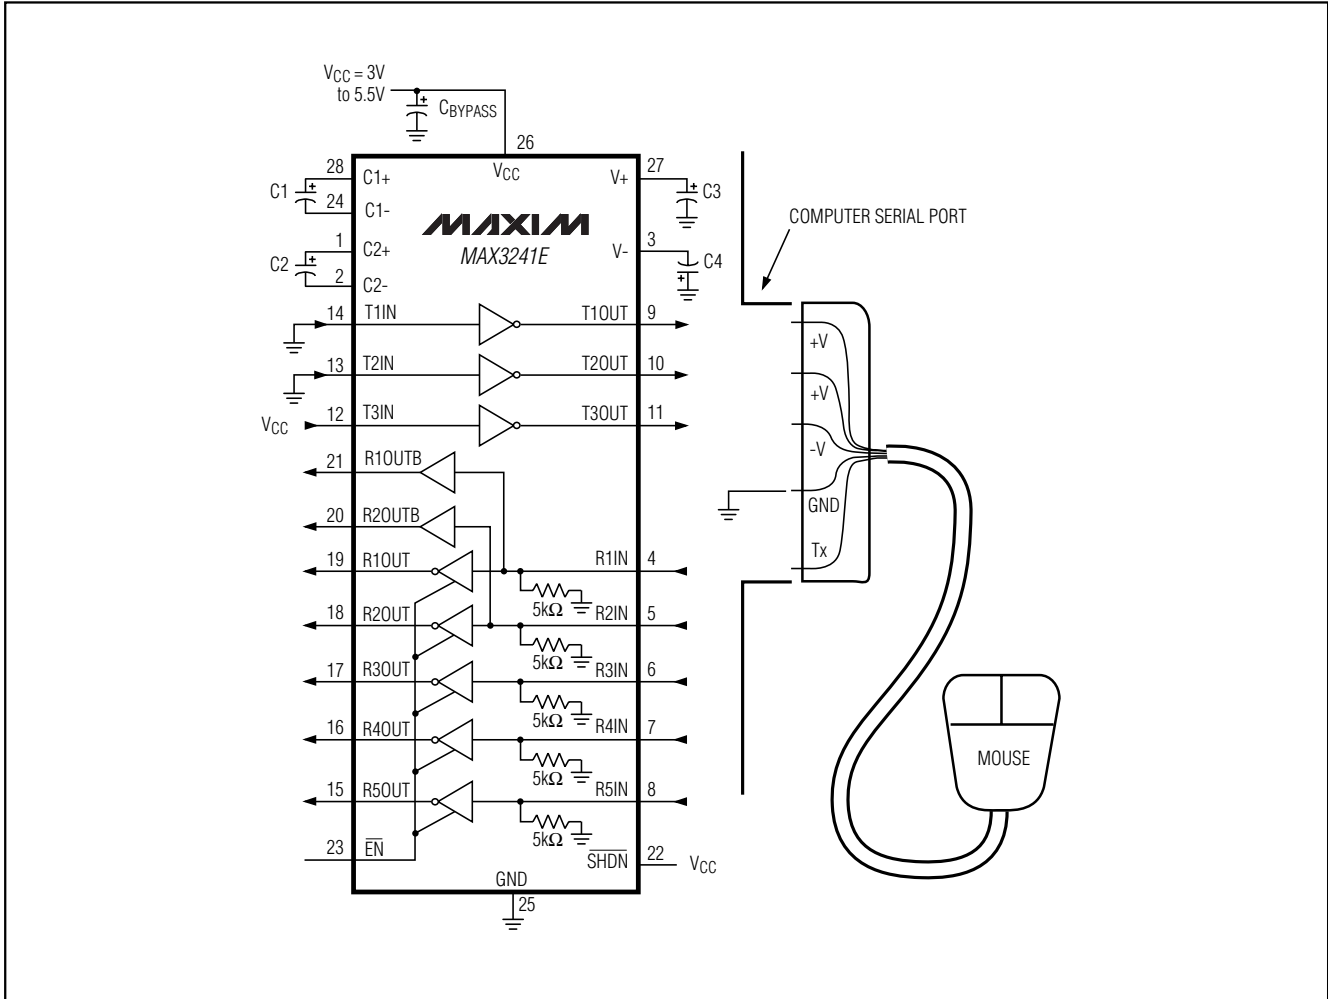 VCC = 3V
to 5.5V
CBYPASS
26
VCC
28
C1+
C1
24
C1-
1
C2+
C2
2
C2-
MAXIM
MAX3241E
27
V+
C3
3
V-
C4
COMPUTER SERIAL PORT
14 T1IN T1OUT 9
13 T2IN T2OUT 10
VCC 12 T3IN T3OUT 11
21 R1OUTB
20 R2OUTB
19 R1OUT R1IN 4
5kΩ
18 R2OUT R2IN 5
5kΩ
17 R3OUT R3IN 6
5kΩ
16 R4OUT R4IN 7
5kΩ
15 R5OUT R5IN 8
5kΩ
23 EN
SHDN 22 VCC
GND
25
+V
+V
-V
GND
Tx
MOUSE